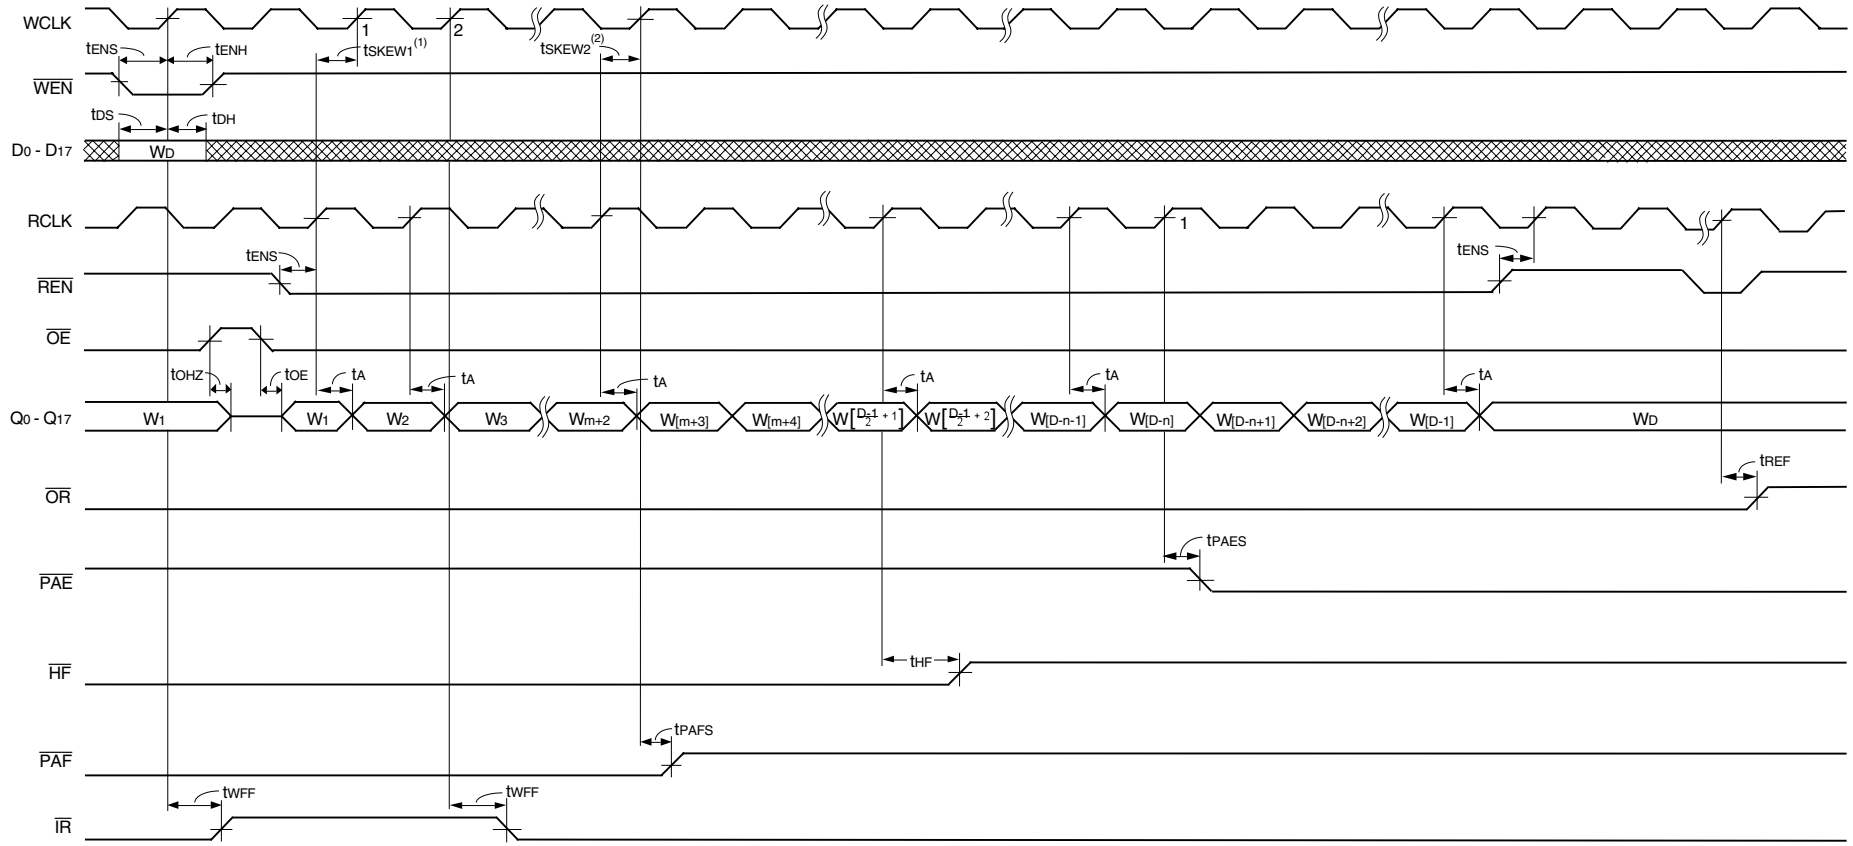 WCLK
1
2
tENS
tENH
tSKEW1(1)
tSKEW2(2)
WEN
tDS
tDH
D0 - D17
WD
RCLK
1
tENS
tENS
REN
OE
tOHZ
tOE
tA
tA
tA
tA
tA
tA
Q0 - Q17
W1
W1
W2
W3
Wm+2
W[m+3]
W[m+4]
W[D-1/2 + 1]
W[D-1/2 + 2]
W[D-n-1]
W[D-n]
W[D-n+1]
W[D-n+2]
W[D-1]
WD
tREF
OR
tPAES
PAE
tHF
HF
tPAFS
PAF
tWFF
tWFF
IR